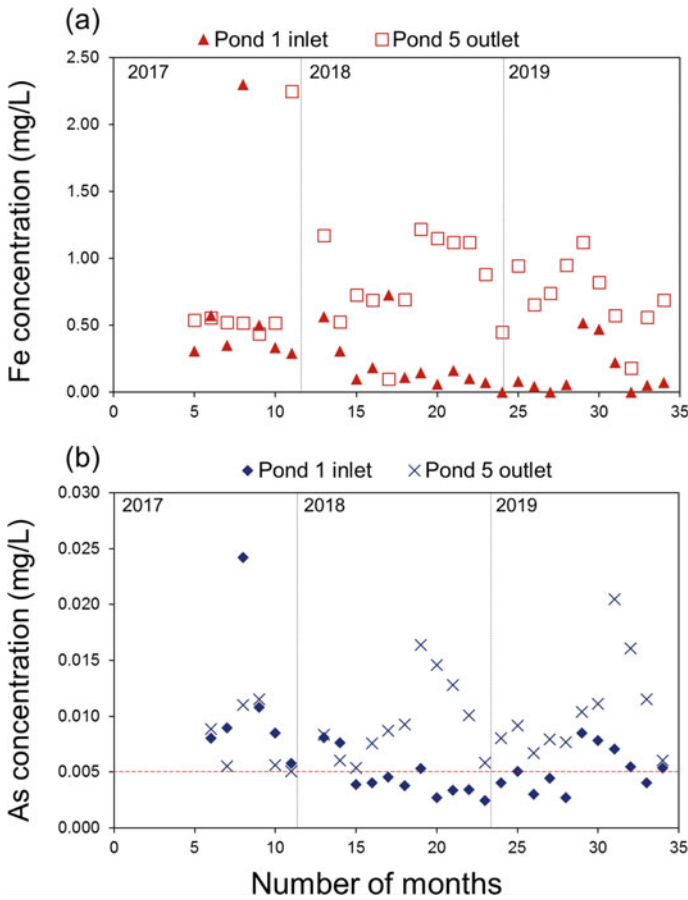 (a)
Pond 1 inlet Pond 5 outlet
Fe concentration (mg/L)
2.50
2.00
1.50
1.00
0.50
0.00
2017 2018 2019
0 5 10 15 20 25 30 35
(b)
Pond 1 inlet Pond 5 outlet
As concentration (mg/L)
0.030
0.025
0.020
0.015
0.010
0.005
0.000
2017 2018 2019
0 5 10 15 20 25 30 35
Number of months